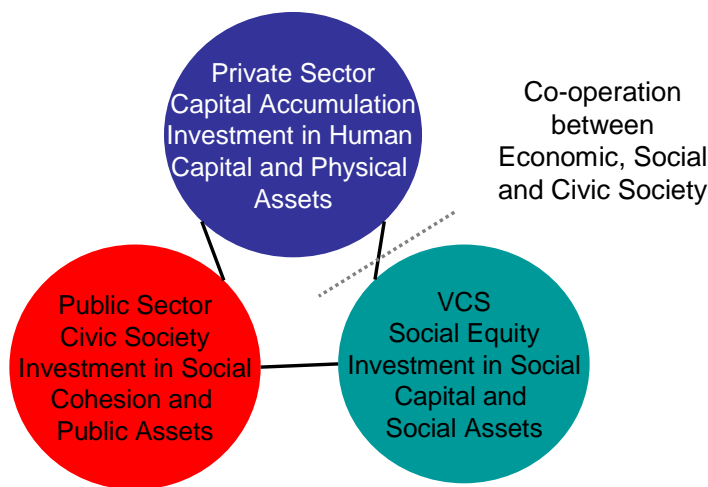 Private Sector
Capital Accumulation
Investment in Human
Capital and Physical
Assets
Co-operation
between
Economic, Social
and Civic Society
Public Sector
Civic Society
Investment in Social
Cohesion and
Public Assets
VCS
Social Equity
Investment in Social
Capital and
Social Assets